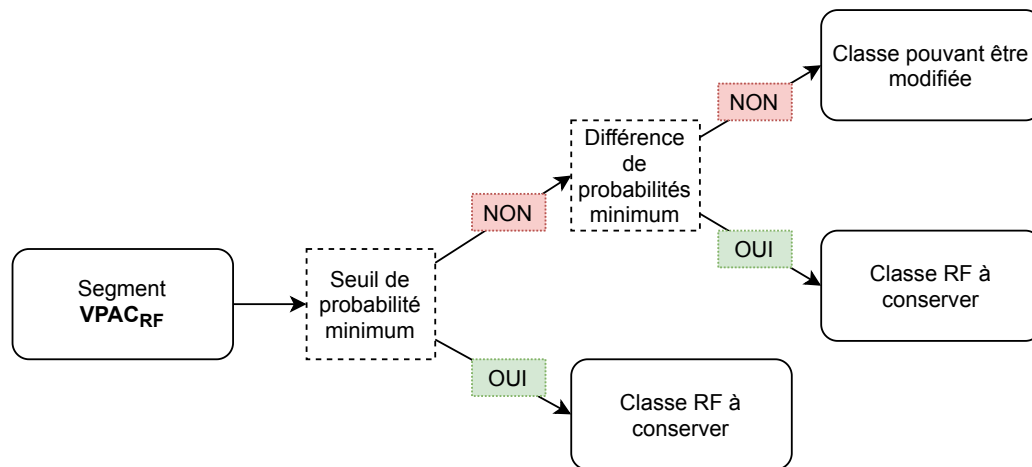 Segment
VPACRF
Seuil de
probabilité
minimum
NON
OUI
Différence
de
probabilités
minimum
NON
OUI
Classe pouvant être
modifiée
Classe RF à
conserver
Classe RF à
conserver